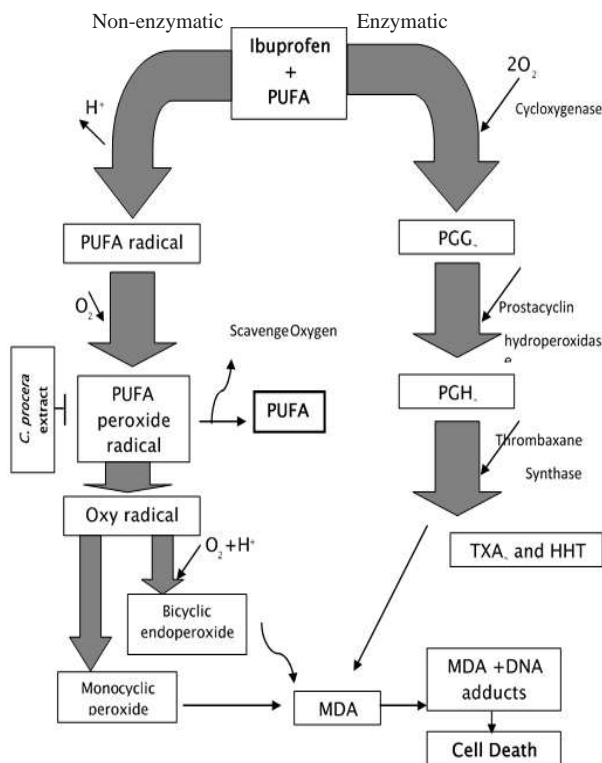 Non-enzymatic
Enzymatic
Ibuprofen
+
PUFA
2O₂
Cycloxygenase
H⁺
PUFA radical
PGG
O₂
Prostacyclin
hydroperoxidas
e
Scavenge Oxygen
C. procera
extract
PUFA
peroxide
radical
PUFA
PGH
Thrombaxane
Synthase
Oxy radical
O₂+H⁺
TXA and HHT
Bicyclic
endoperoxide
Monocyclic
peroxide
MDA
MDA +DNA
adducts
Cell Death